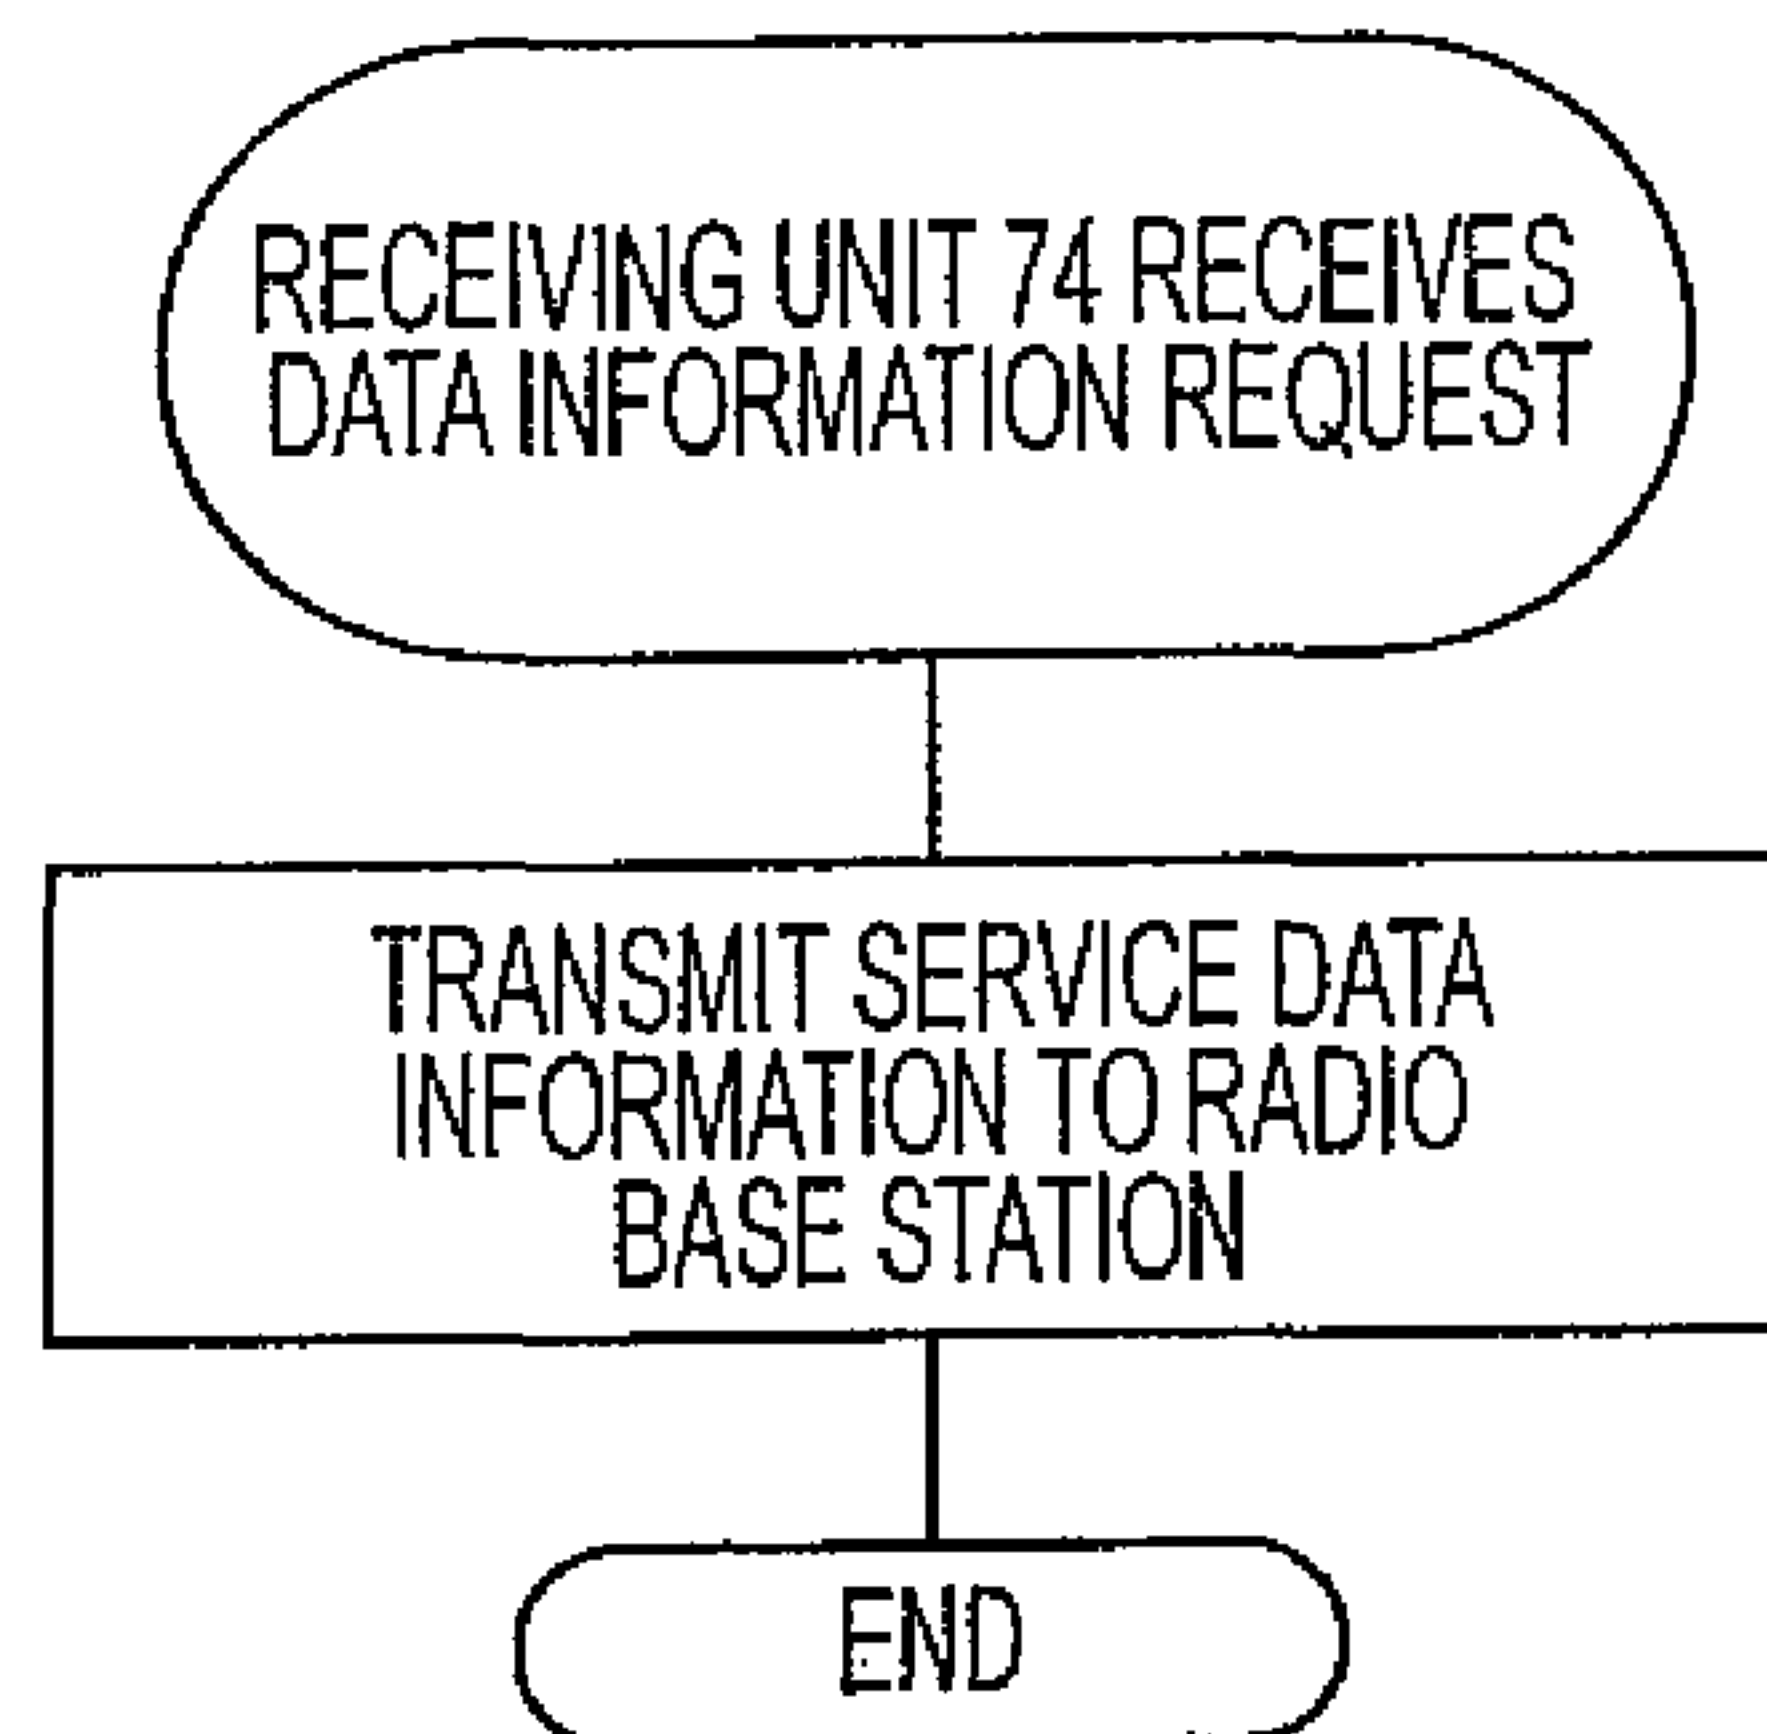 RECEIVING UNIT 74 RECEIVES
DATA INFORMATION REQUEST
TRANSMIT SERVICE DATA
INFORMATION TO RADIO
BASE STATION
END